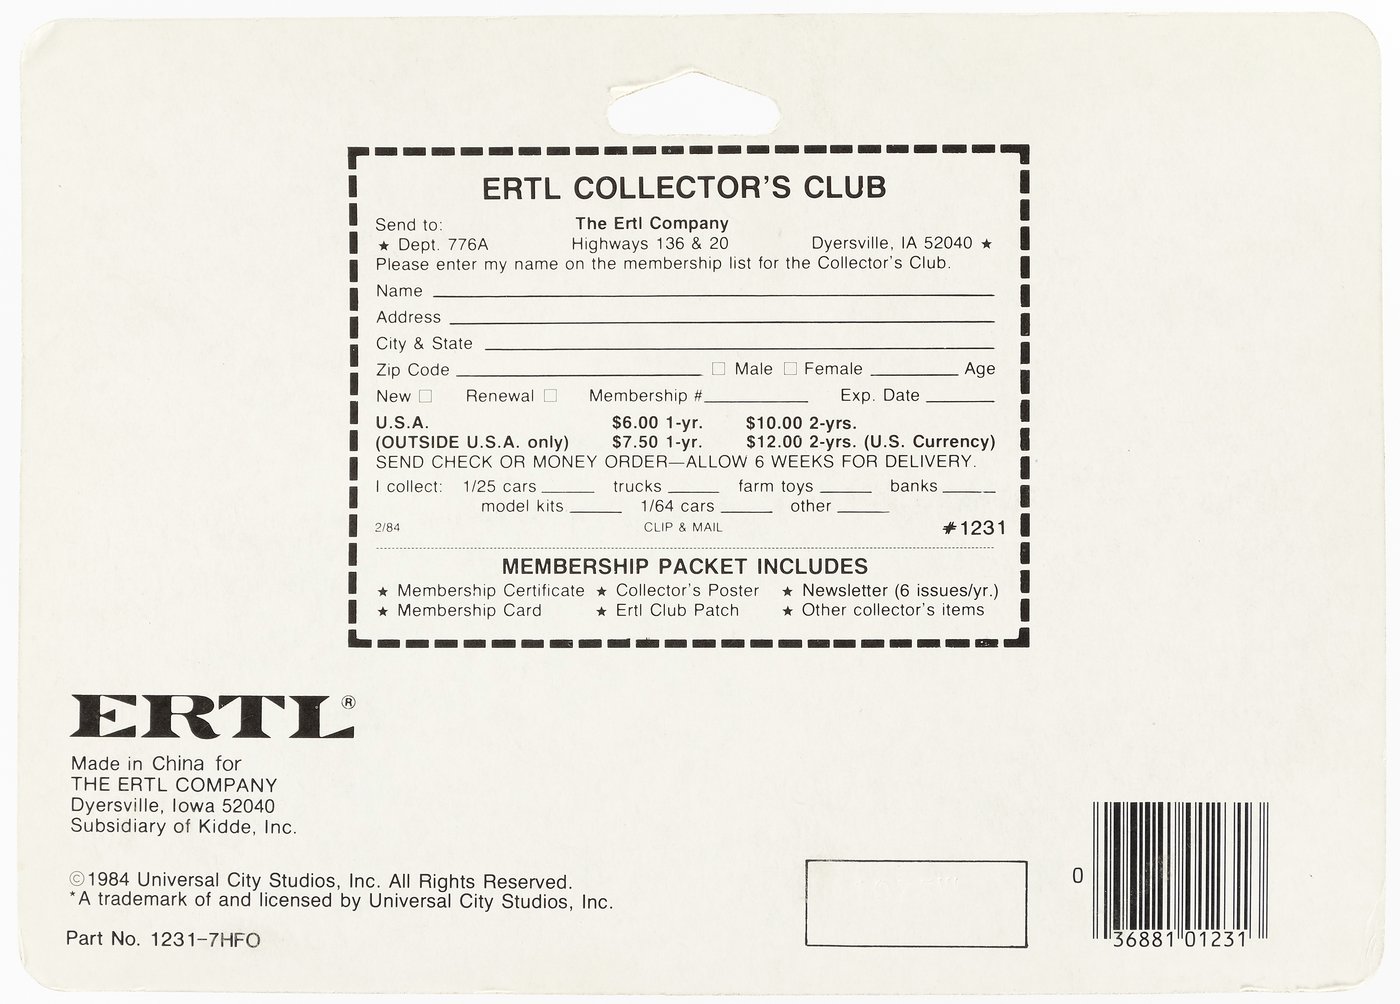 ERTL COLLECTOR'S CLUB
Send to: The Ertl Company
★ Dept. 776A Highways 136 & 20 Dyersville, IA 52040 ★
Please enter my name on the membership list for the Collector's Club.
Name
Address
City & State
Zip Code ☐ Male ☐ Female Age
New ☐ Renewal ☐ Membership # Exp. Date
U.S.A. $6.00 1-yr. $10.00 2-yrs.
(OUTSIDE U.S.A. only) $7.50 1-yr. $12.00 2-yrs. (U.S. Currency)
SEND CHECK OR MONEY ORDER—ALLOW 6 WEEKS FOR DELIVERY.
I collect: 1/25 cars trucks farm toys banks
model kits 1/64 cars other
2/84 CLIP & MAIL #1231
MEMBERSHIP PACKET INCLUDES
★ Membership Certificate ★ Collector's Poster ★ Newsletter (6 issues/yr.)
★ Membership Card ★ Ertl Club Patch ★ Other collector's items
ERTL®
Made in China for
THE ERTL COMPANY
Dyersville, Iowa 52040
Subsidiary of Kidde, Inc.
©1984 Universal City Studios, Inc. All Rights Reserved.
*A trademark of and licensed by Universal City Studios, Inc.
Part No. 1231-7HFO
0 36881 01231